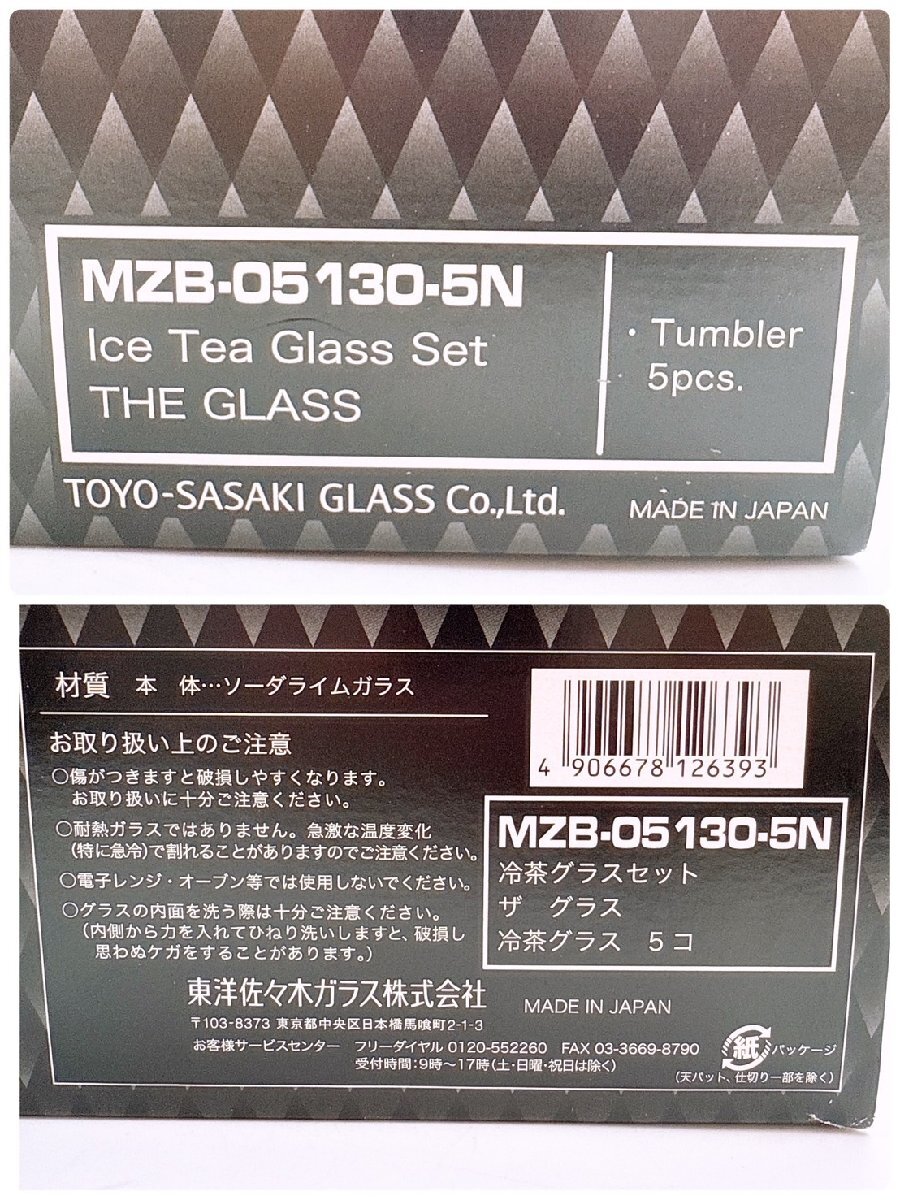 MZB-05130-5N
Ice Tea Glass Set
THE GLASS
· Tumbler
5pcs.
TOYO-SASAKI GLASS Co.,Ltd.
MADE IN JAPAN
材質 本 体…ソーダライムガラス
お取り扱い上のご注意
○傷がつきますと破損しやすくなります。
お取り扱いに十分ご注意ください。
○耐熱ガラスではありません。急激な温度変化
(特に急冷)で割れることがありますのでご注意ください。
○電子レンジ・オーブン等では使用しないでください。
○グラスの内面を洗う際は十分ご注意ください。
(内側から力を入れてひねり洗いしますと、破損し
思わぬケガをすることがあります。)
4 906678 126393
MZB-05130-5N
冷茶グラスセット
ザ グラス
冷茶グラス 5コ
東洋佐々木ガラス株式会社
MADE IN JAPAN
〒103-8373 東京都中央区日本橋馬喰町2-1-3
お客様サービスセンター フリーダイヤル 0120-552260 FAX 03-3669-8790
受付時間:9時~17時(土・日曜・祝日は除く)
紙 パッケージ
(天パット、仕切り一部を除く)